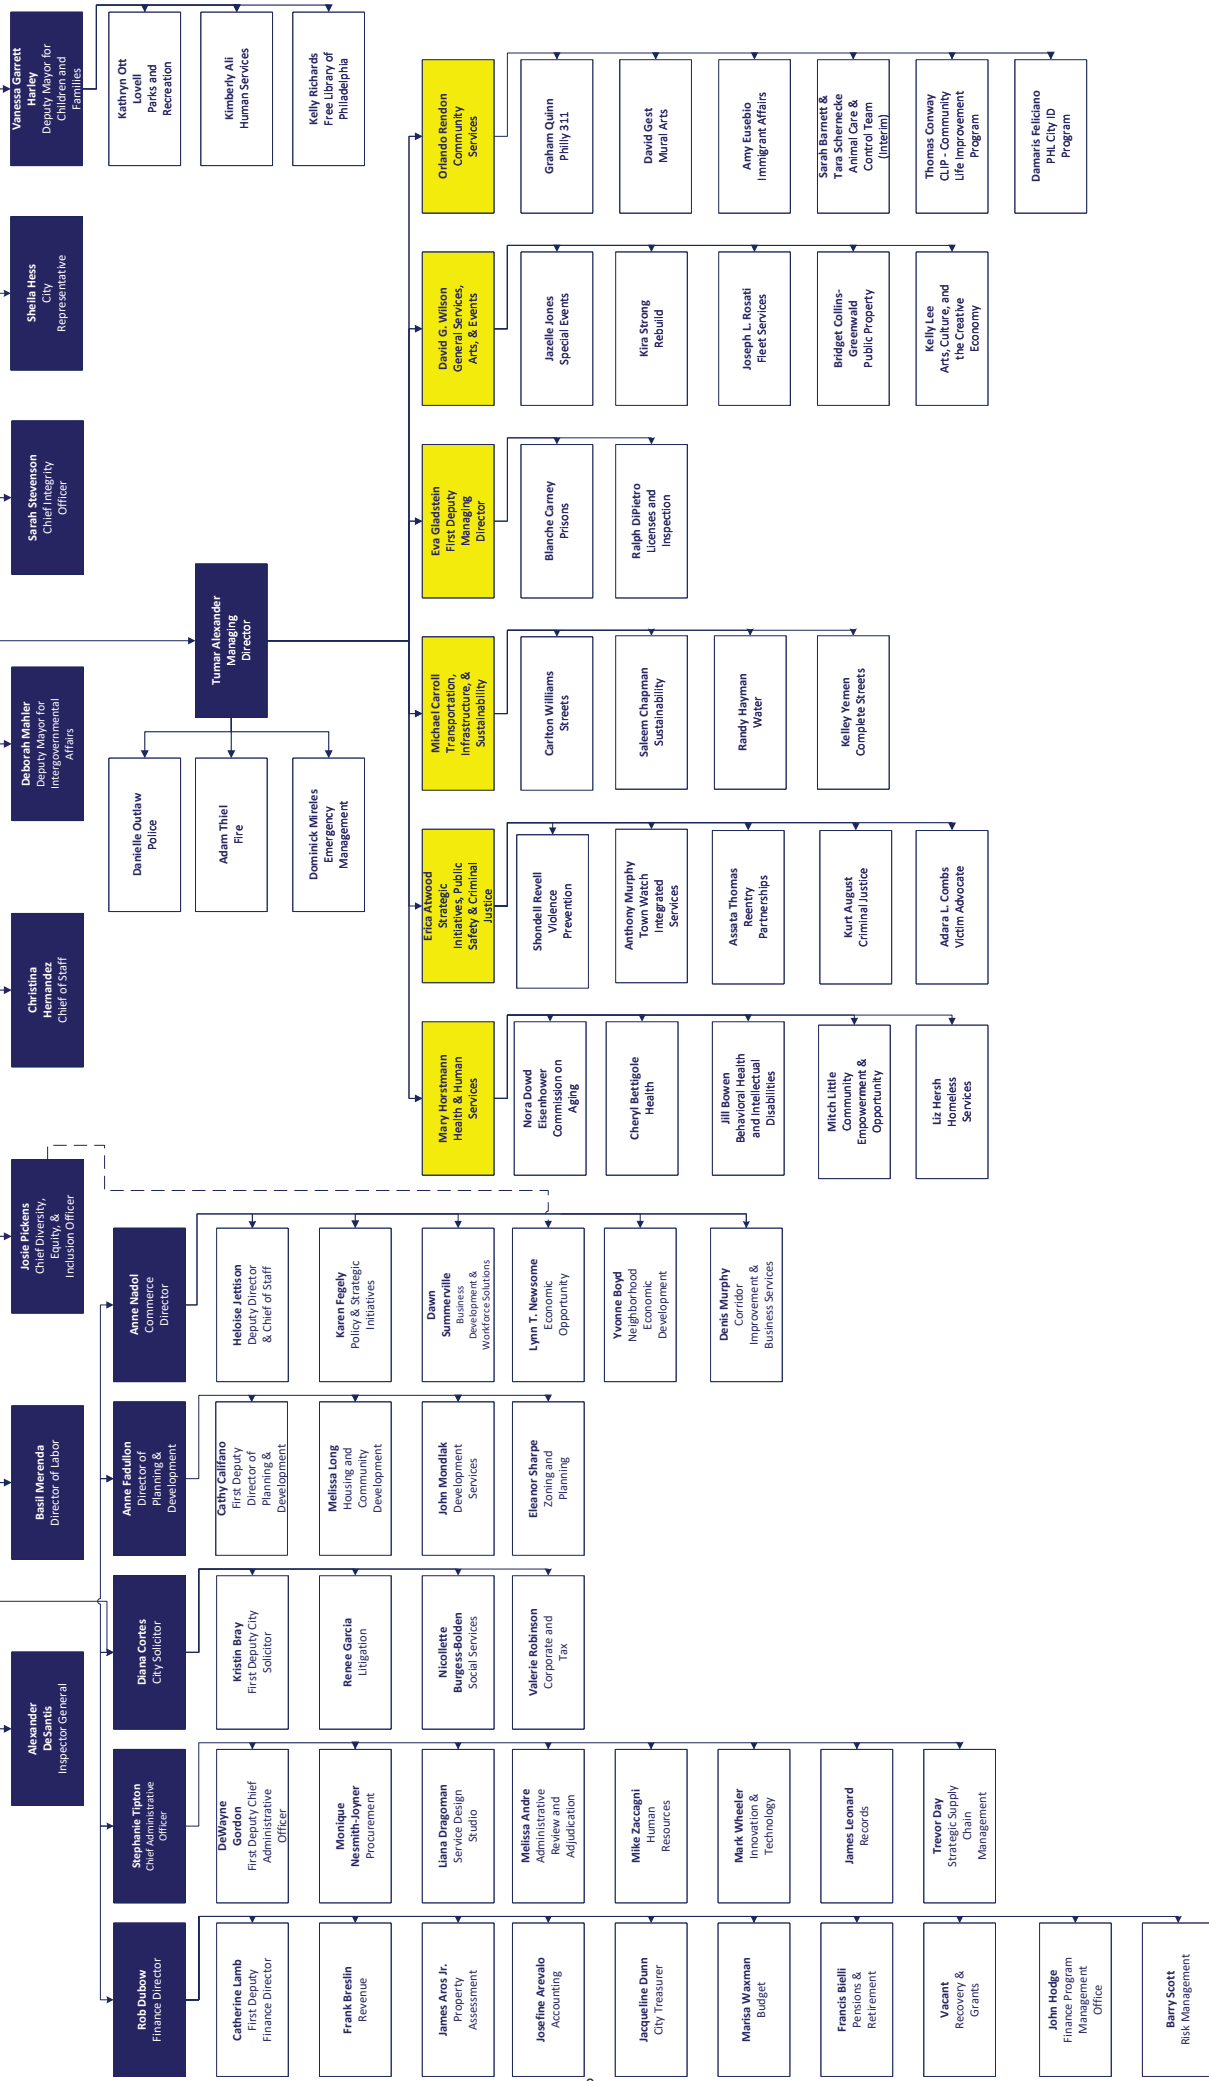 Alexander
DeSantis
Inspector General
Basil Merenda
Director of Labor
Josie Pickens
Chief Diversity,
Equity, &
Inclusion Officer
Christina
Hernandez
Chief of Staff
Deborah Mahler
Deputy Mayor for
Intergovernmental
Affairs
Sarah Stevenson
Chief Integrity
Officer
Sheila Hess
City
Representative
Vanessa Garrett
Harley
Deputy Mayor for
Children and
Families
Kathryn Ott
Lovell
Parks and
Recreation
Kimberly Ali
Human Services
Kelly Richards
Free Library of
Philadelphia
Rob Dubow
Finance Director
Catherine Lamb
First Deputy
Finance Director
Frank Breslin
Revenue
James Aros Jr.
Property
Assessment
Josefine Arevalo
Accounting
Jacqueline Dunn
City Treasurer
Marisa Waxman
Budget
Francis Bielli
Pensions &
Retirement
Vacant
Recovery &
Grants
John Hodge
Finance Program
Management
Office
Barry Scott
Risk Management
Stephanie Tipton
Chief Administrative
Officer
DeWayne
Gordon
First Deputy Chief
Administrative
Officer
Monique
Nesmith-Joyner
Procurement
Liana Dragoman
Service Design
Studio
Melissa Andre
Administrative
Review and
Adjudication
Mike Zaccagni
Human
Resources
Mark Wheeler
Innovation &
Technology
James Leonard
Records
Trevor Day
Strategic Supply
Chain
Management
Diana Cortes
City Solicitor
Kristin Bray
First Deputy City
Solicitor
Renee Garcia
Litigation
Nicollette
Burgess-Bolden
Social Services
Valerie Robinson
Corporate and
Tax
Anne Fadullon
Director of
Planning &
Development
Cathy Califano
First Deputy
Director of
Planning &
Development
Melissa Long
Housing and
Community
Development
John Mondlak
Development
Services
Eleanor Sharpe
Zoning and
Planning
Anne Nadol
Commerce
Director
Heloise Jettison
Deputy Director
& Chief of Staff
Karen Fegely
Policy & Strategic
Initiatives
Dawn
Summerville
Business
Development &
Workforce Solutions
Lynn T. Newsome
Economic
Opportunity
Yvonne Boyd
Neighborhood
Economic
Development
Denis Murphy
Corridor
Improvement &
Business Services
Tumar Alexander
Managing
Director
Danielle Outlaw
Police
Adam Thiel
Fire
Dominick Mireles
Emergency
Management
Mary Horstmann
Health & Human
Services
Nora Dowd
Eisenhower
Commission on
Aging
Cheryl Bettigole
Health
Jill Bowen
Behavioral Health
and Intellectual
Disabilities
Mitch Little
Community
Empowerment &
Opportunity
Liz Hersh
Homeless
Services
Erica Atwood
Strategic
Initiatives, Public
Safety & Criminal
Justice
Shondell Revell
Violence
Prevention
Anthony Murphy
Town Watch
Integrated
Services
Assata Thomas
Reentry
Partnerships
Kurt August
Criminal Justice
Adara L. Combs
Victim Advocate
Michael Carroll
Transportation,
Infrastructure, &
Sustainability
Carlton Williams
Streets
Saleem Chapman
Sustainability
Randy Hayman
Water
Kelley Yemen
Complete Streets
Eva Gladstein
First Deputy
Managing
Director
Blanche Carney
Prisons
Ralph DiPietro
Licenses and
Inspection
David G. Wilson
General Services,
Arts, & Events
Jazelle Jones
Special Events
Kira Strong
Rebuild
Joseph L. Rosati
Fleet Services
Bridget Collins-
Greenwald
Public Property
Kelly Lee
Arts, Culture, and
the Creative
Economy
Orlando Rendon
Community
Services
Graham Quinn
Philly 311
David Gest
Mural Arts
Amy Eusebio
Immigrant Affairs
Sarah Barnett &
Tara Schernecke
Animal Care &
Control Team
(Interim)
Thomas Conway
CLIP - Community
Life Improvement
Program
Damaris Feliciano
PHL City ID
Program